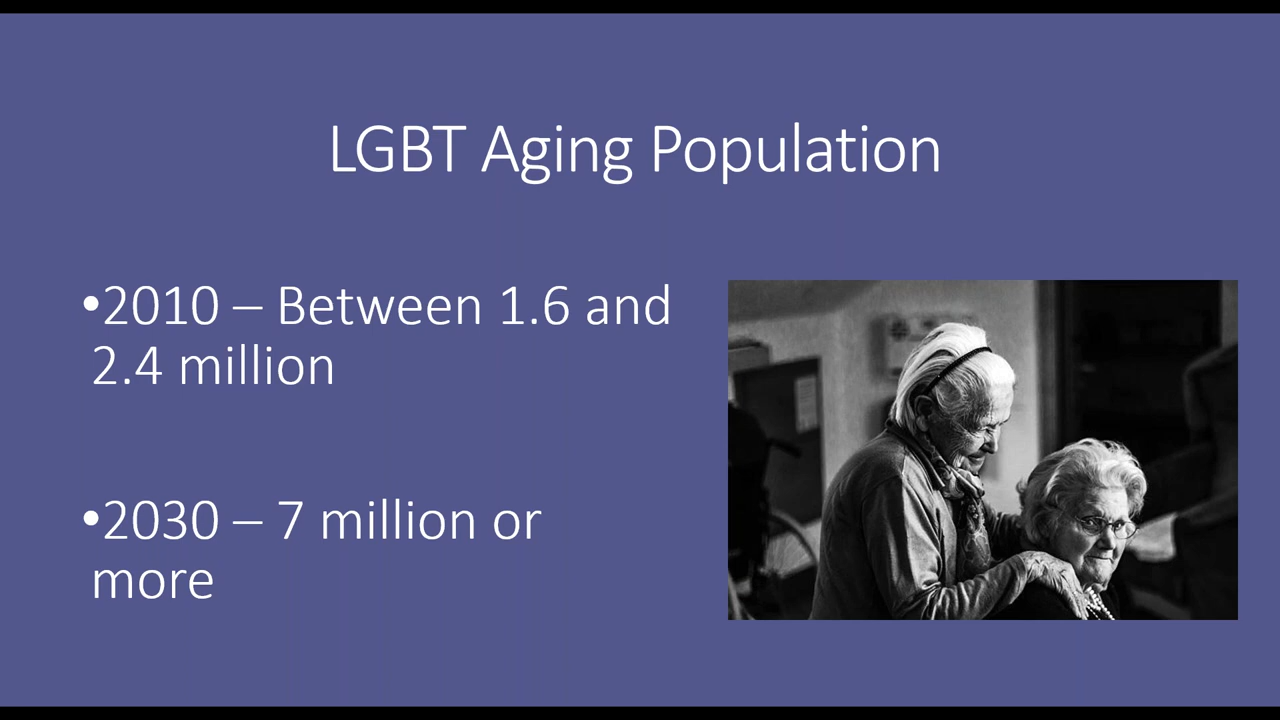 LGBT Aging Population
•2010 – Between 1.6 and
2.4 million
•2030 – 7 million or
more